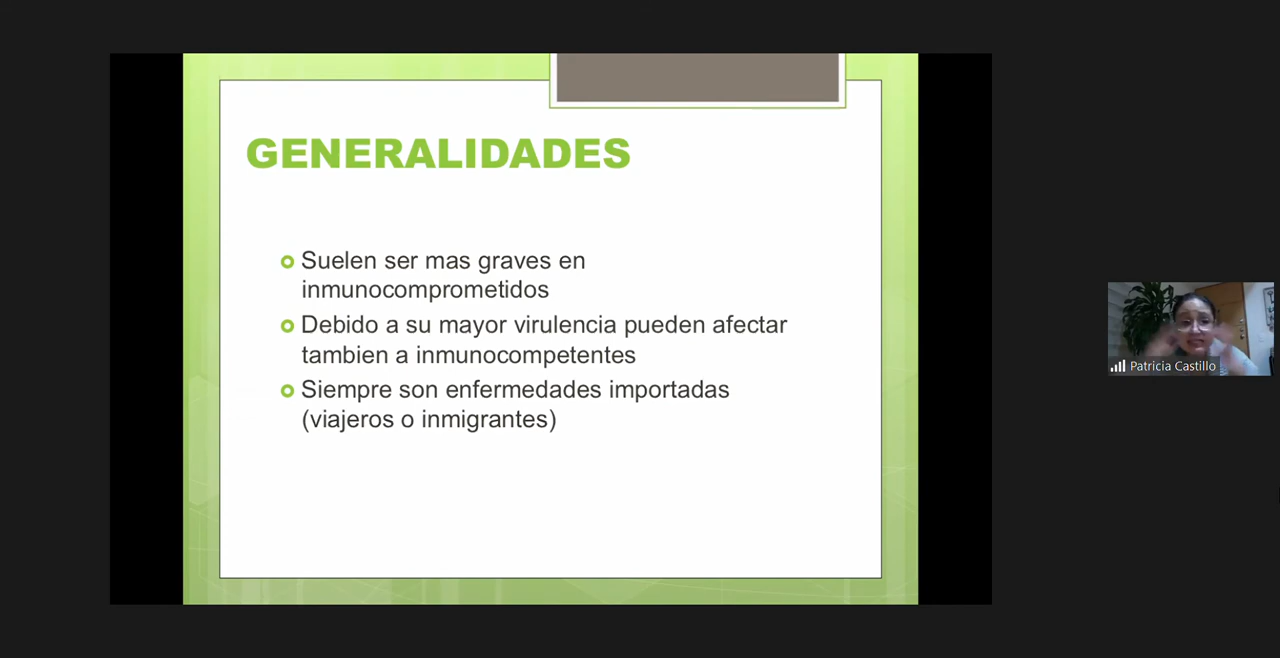 GENERALIDADES
Suelen ser mas graves en
inmunocomprometidos
Debido a su mayor virulencia pueden afectar
tambien a inmunocompetentes
Siempre son enfermedades importadas
(viajeros o inmigrantes)
Patricia Castillo